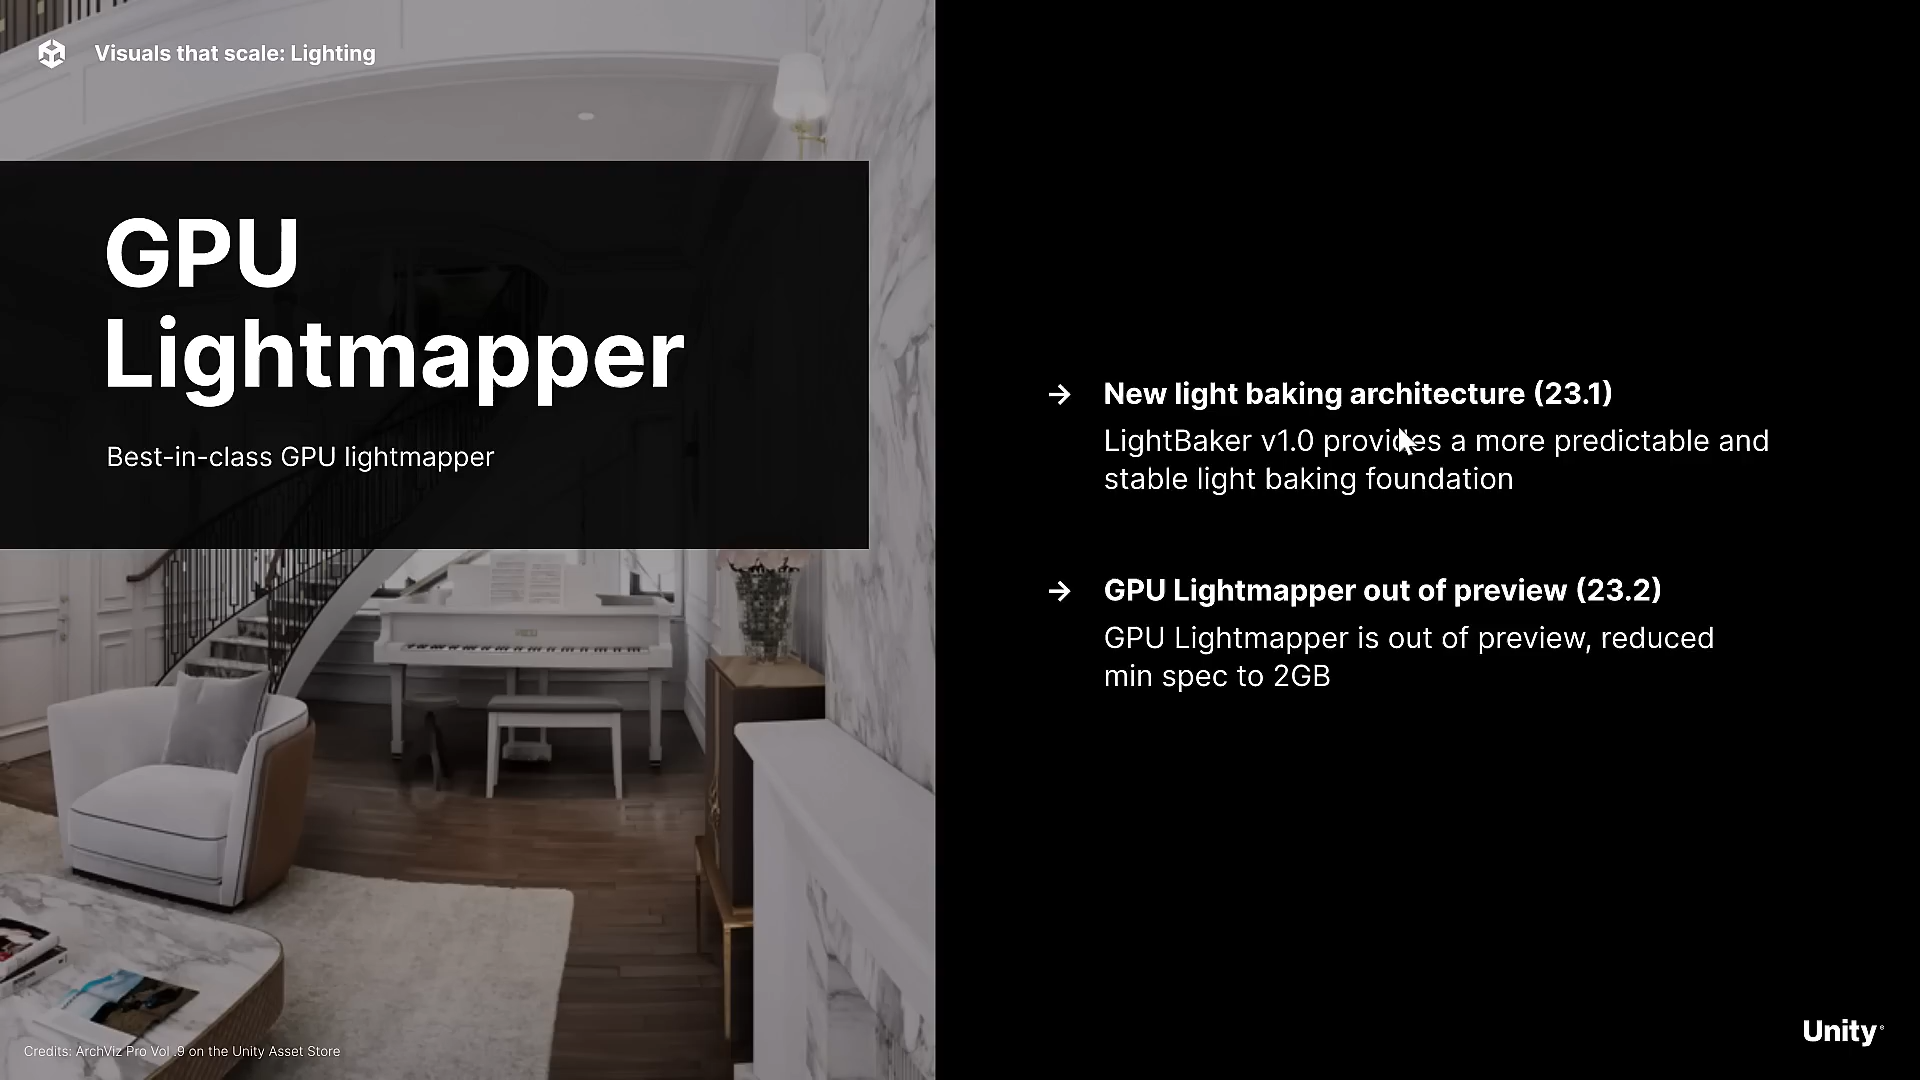 Visuals that scale: Lighting
GPU
Lightmapper
Best-in-class GPU lightmapper
→ New light baking architecture (23.1)
LightBaker v1.0 provides a more predictable and
stable light baking foundation
→ GPU Lightmapper out of preview (23.2)
GPU Lightmapper is out of preview, reduced
min spec to 2GB
Credits: ArchViz Pro Vol .9 on the Unity Asset Store
Unity®